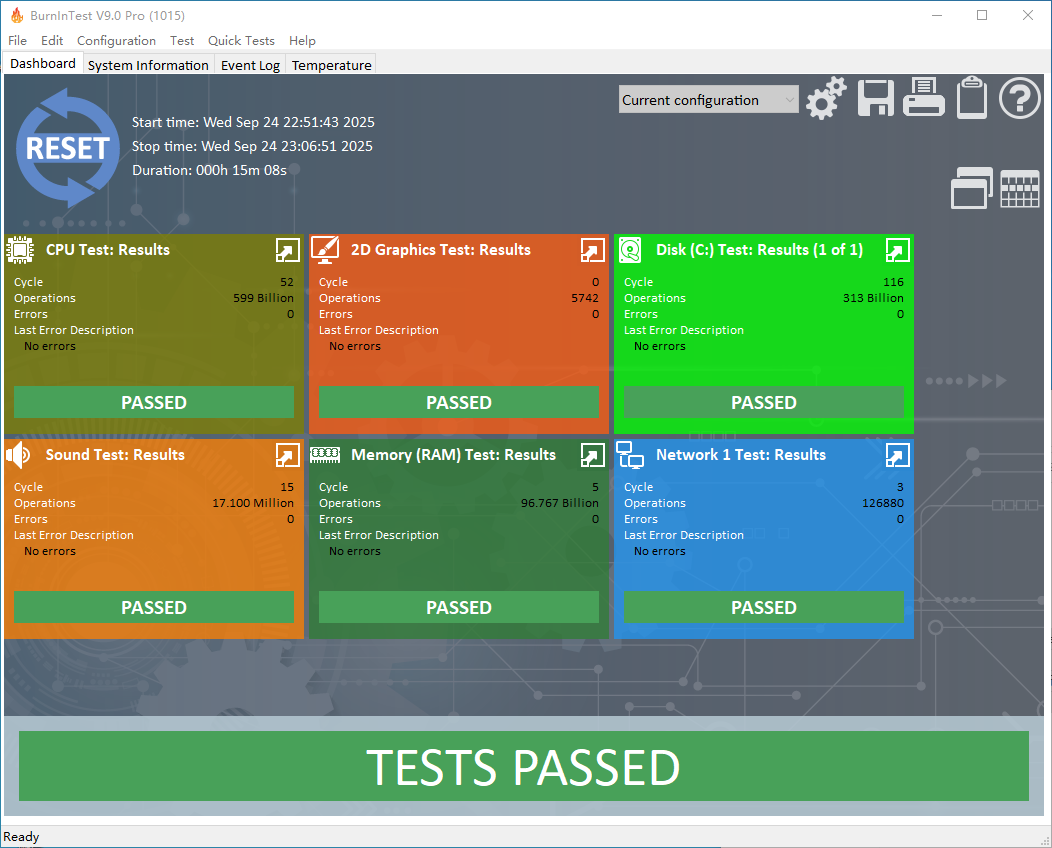 BurnInTest V9.0 Pro (1015)
File Edit Configuration Test Quick Tests Help
Dashboard System Information Event Log Temperature
Current configuration
RESET
Start time: Wed Sep 24 22:51:43 2025
Stop time: Wed Sep 24 23:06:51 2025
Duration: 000h 15m 08s
CPU Test: Results
Cycle 52
Operations 599 Billion
Errors 0
Last Error Description
No errors
PASSED
2D Graphics Test: Results
Cycle 0
Operations 5742
Errors 0
Last Error Description
No errors
PASSED
Disk (C:) Test: Results (1 of 1)
Cycle 116
Operations 313 Billion
Errors 0
Last Error Description
No errors
PASSED
Sound Test: Results
Cycle 15
Operations 17.100 Million
Errors 0
Last Error Description
No errors
PASSED
Memory (RAM) Test: Results
Cycle 5
Operations 96.767 Billion
Errors 0
Last Error Description
No errors
PASSED
Network 1 Test: Results
Cycle 3
Operations 126880
Errors 0
Last Error Description
No errors
PASSED
TESTS PASSED
Ready